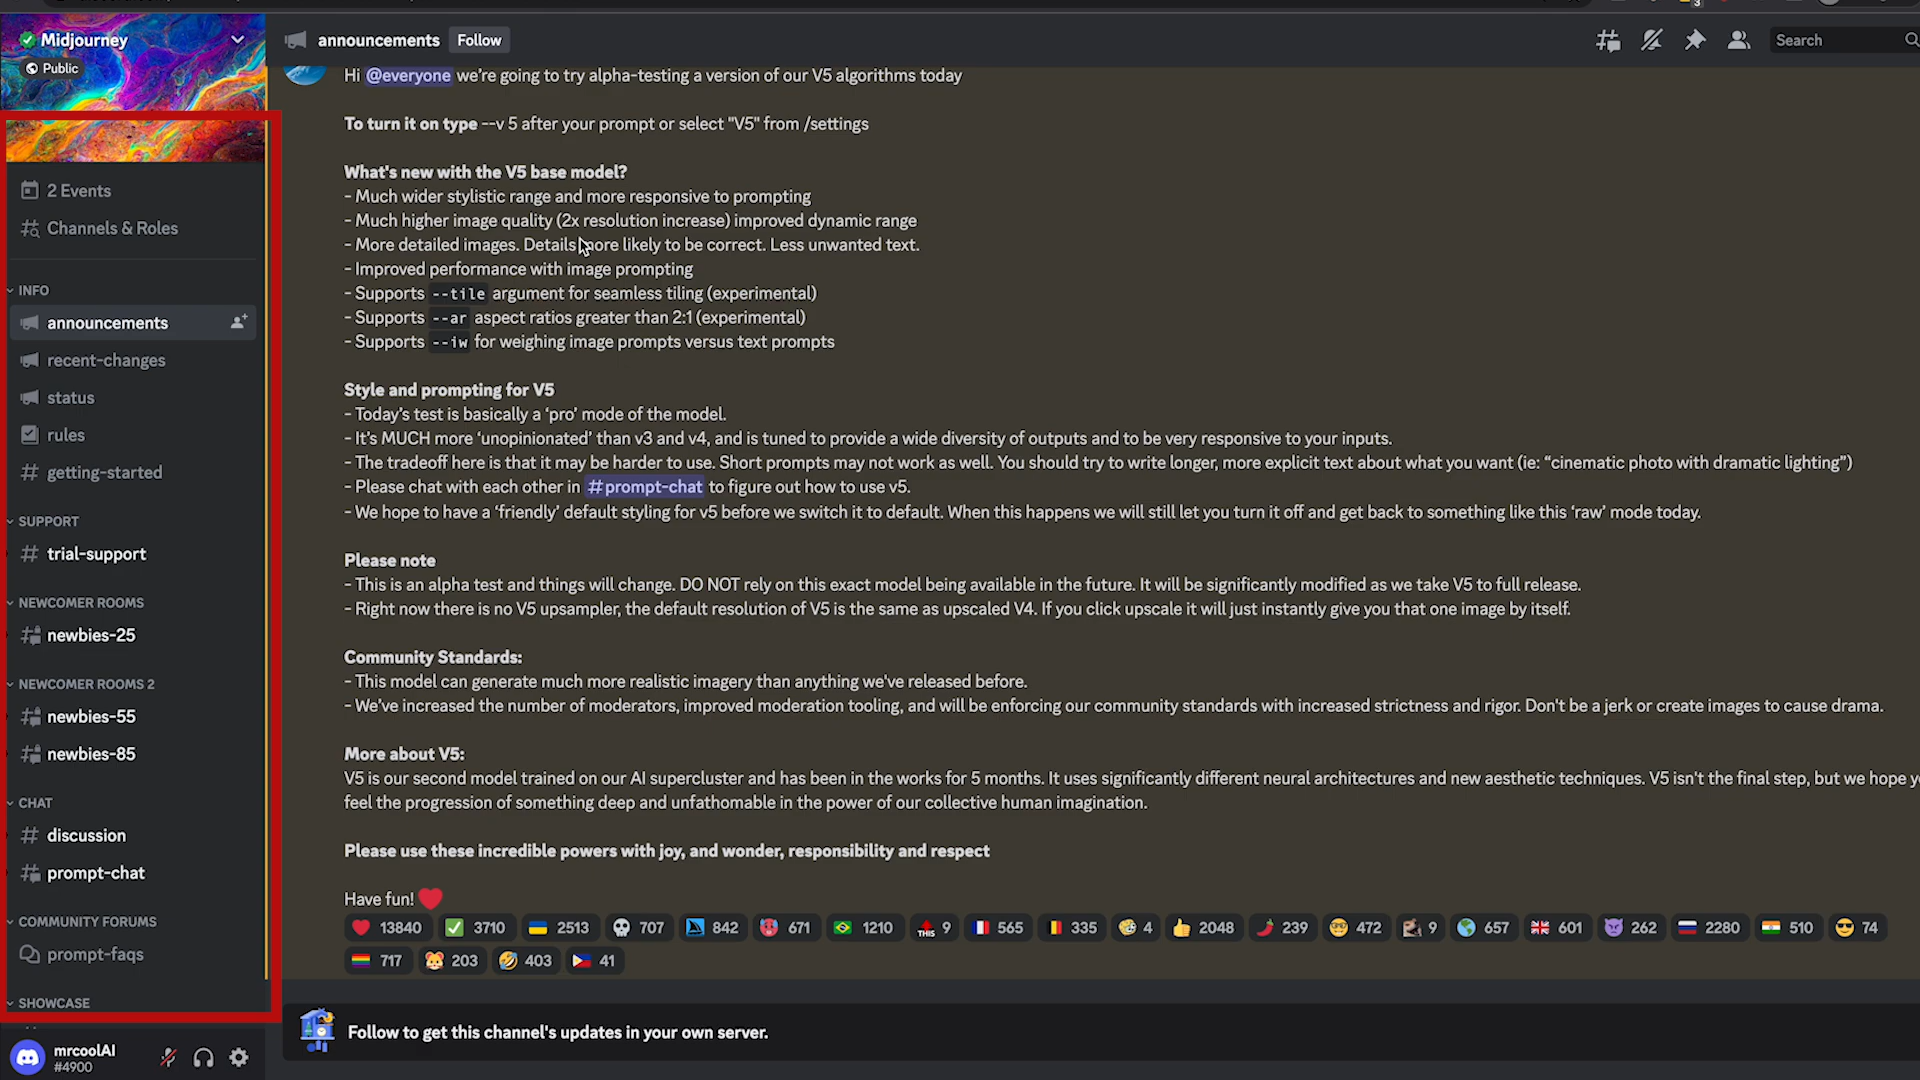 Midjourney
Public
2 Events
Channels & Roles
INFO
announcements
recent-changes
status
rules
getting-started
SUPPORT
trial-support
NEWCOMER ROOMS
newbies-25
NEWCOMER ROOMS 2
newbies-55
newbies-85
CHAT
discussion
prompt-chat
COMMUNITY FORUMS
prompt-faqs
SHOWCASE
mrcoolAI
#4900
announcements Follow
3
Search
Hi @everyone we're going to try alpha-testing a version of our V5 algorithms today
To turn it on type --v 5 after your prompt or select "V5" from /settings
What's new with the V5 base model?
- Much wider stylistic range and more responsive to prompting
- Much higher image quality (2x resolution increase) improved dynamic range
- More detailed images. Details more likely to be correct. Less unwanted text.
- Improved performance with image prompting
- Supports --tile argument for seamless tiling (experimental)
- Supports --ar aspect ratios greater than 2:1 (experimental)
- Supports --iw for weighing image prompts versus text prompts
Style and prompting for V5
- Today's test is basically a 'pro' mode of the model.
- It's MUCH more 'unopinionated' than v3 and v4, and is tuned to provide a wide diversity of outputs and to be very responsive to your inputs.
- The tradeoff here is that it may be harder to use. Short prompts may not work as well. You should try to write longer, more explicit text about what you want (ie: “cinematic photo with dramatic lighting”)
- Please chat with each other in #prompt-chat to figure out how to use v5.
- We hope to have a 'friendly' default styling for v5 before we switch it to default. When this happens we will still let you turn it off and get back to something like this 'raw' mode today.
Please note
- This is an alpha test and things will change. DO NOT rely on this exact model being available in the future. It will be significantly modified as we take V5 to full release.
- Right now there is no V5 upsampler, the default resolution of V5 is the same as upscaled V4. If you click upscale it will just instantly give you that one image by itself.
Community Standards:
- This model can generate much more realistic imagery than anything we've released before.
- We've increased the number of moderators, improved moderation tooling, and will be enforcing our community standards with increased strictness and rigor. Don't be a jerk or create images to cause drama.
More about V5:
V5 is our second model trained on our AI supercluster and has been in the works for 5 months. It uses significantly different neural architectures and new aesthetic techniques. V5 isn't the final step, but we hope
feel the progression of something deep and unfathomable in the power of our collective human imagination.
Please use these incredible powers with joy, and wonder, responsibility and respect
Have fun!
13840 3710 2513 707 842 671 1210 THIS 9 565 335 4 2048 239 472 9 657 601 262 2280 510 74
717 203 403 41
Follow to get this channel's updates in your own server.